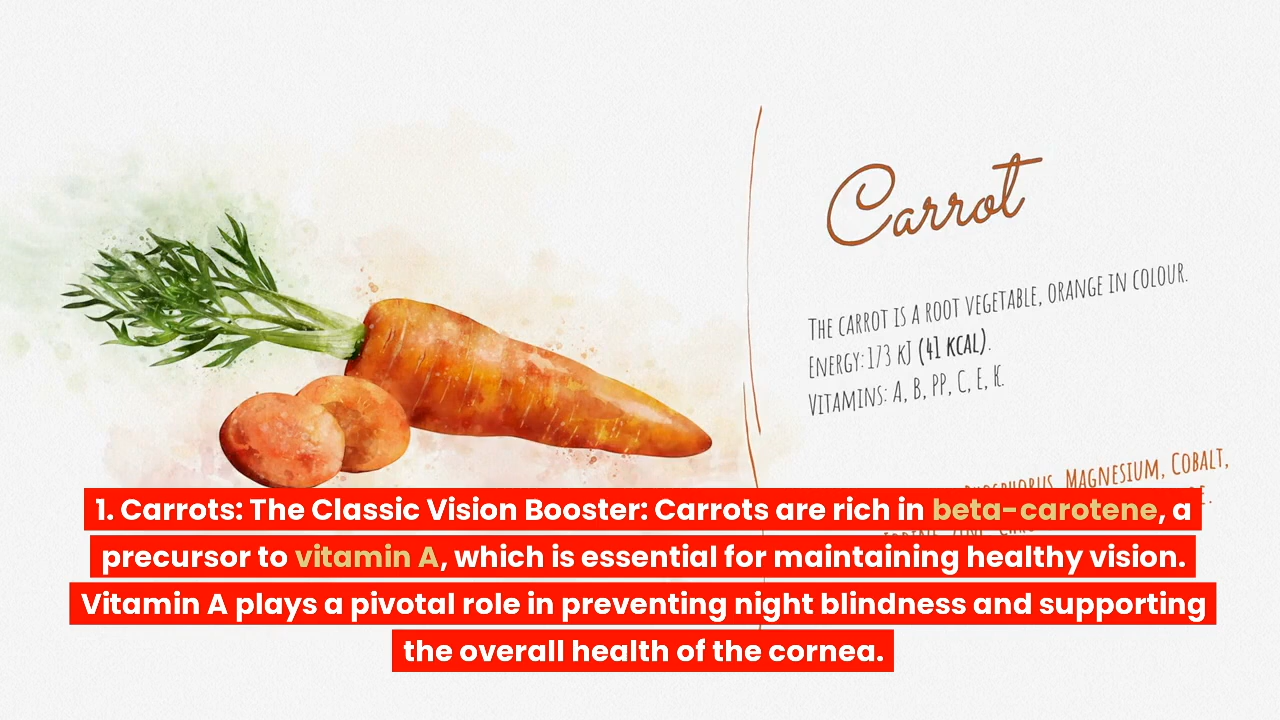 Carrot
THE CARROT IS A ROOT VEGETABLE, ORANGE IN COLOUR.
ENERGY: 173 KJ (41 KCAL).
VITAMINS: A, B, PP, C, E, K.
PHOSPHORUS, MAGNESIUM, COBALT,
1. Carrots: The Classic Vision Booster: Carrots are rich in beta-carotene, a
precursor to vitamin A, which is essential for maintaining healthy vision.
Vitamin A plays a pivotal role in preventing night blindness and supporting
the overall health of the cornea.